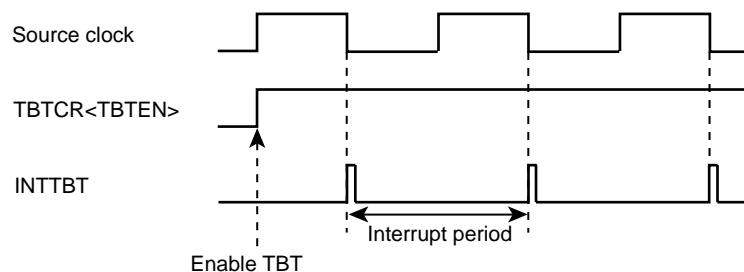 Source clock
TBTCR<TBTEN>
INTTBT
Interrupt period
Enable TBT